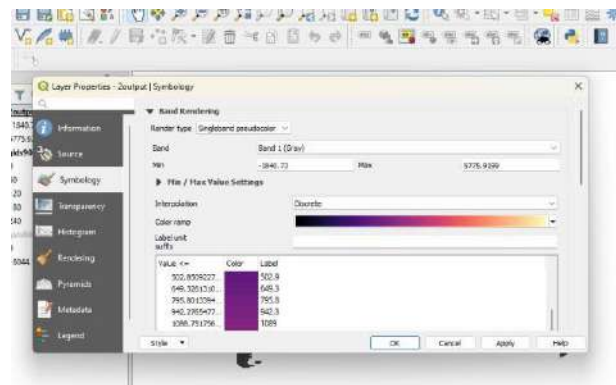 Layer Properties - Zoutput | Symbology
Information
Source
Symbology
Transparency
Histogram
Rendering
Pyramids
Metadata
Legend
Band Rendering
Render type Singleband pseudocolor
Band Band 1 (Gray)
Min -1840.73 Max 5775.9199
Min / Max Value Settings
Interpolation Discrete
Color ramp
Label unit
suffix
Value <= Color Label
502.9
649.3
795.8
942.3
1089
Style OK Cancel Apply Help